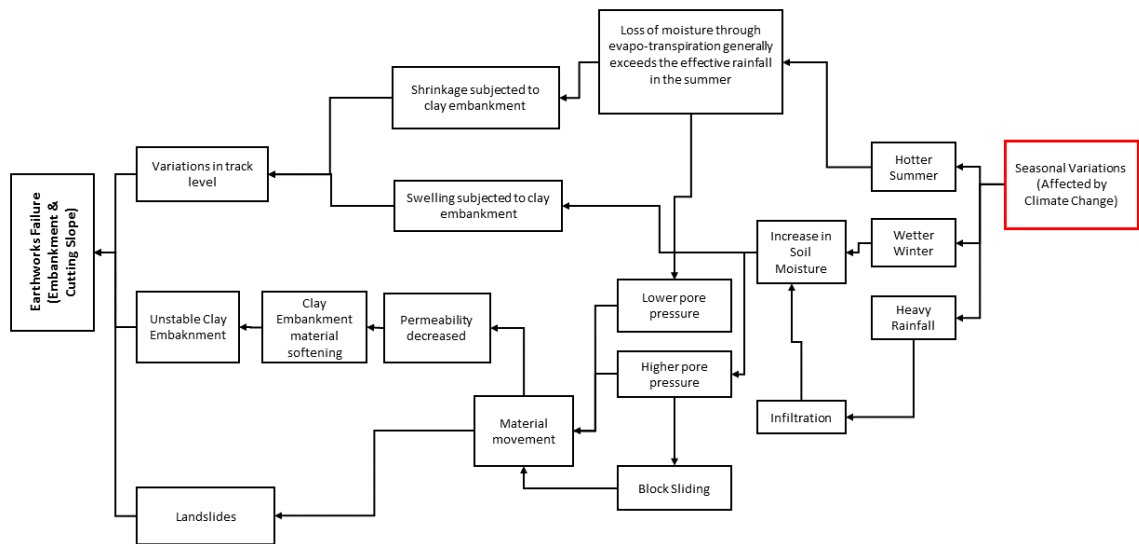 Loss of moisture through
evapo-transpiration generally
exceeds the effective rainfall
in the summer
Shrinkage subjected to
clay embankment
Variations in track
level
Hotter
Summer
Seasonal Variations
(Affected by
Climate Change)
Earthworks Failure
(Embankment &
Cutting Slope)
Swelling subjected to clay
embankment
Increase in
Soil
Moisture
Wetter
Winter
Lower pore
pressure
Heavy
Rainfall
Unstable Clay
Embaknment
Clay
Embankment
material
softening
Permeability
decreased
Higher pore
pressure
Infiltration
Material
movement
Block Sliding
Landslides